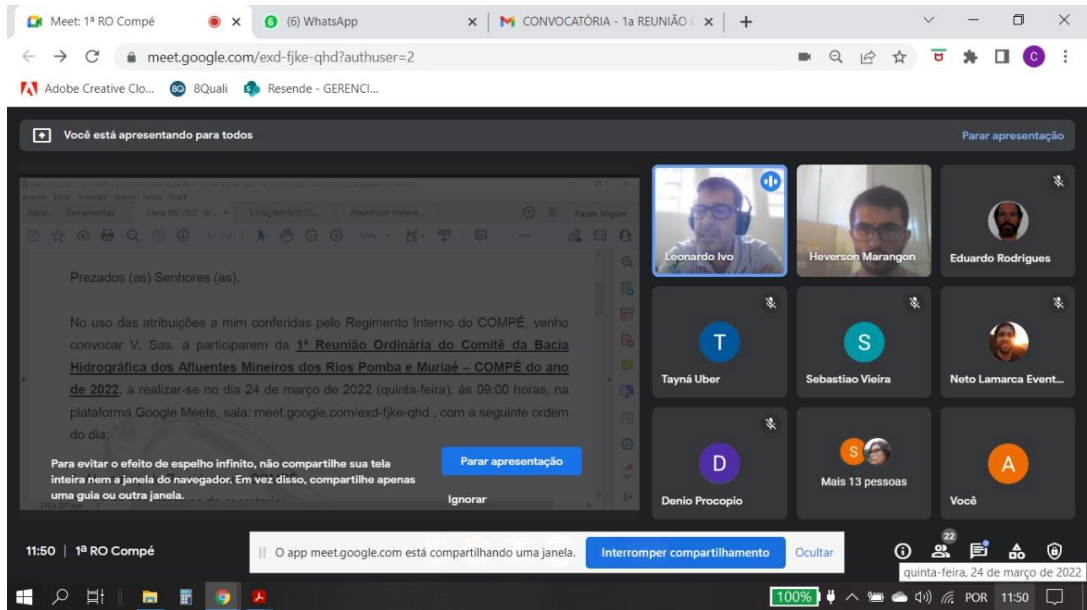 Meet: 1ª RO Compé
(6) WhatsApp
CONVOCATÓRIA - 1a REUNIÃO
meet.google.com/exd-fjke-qhd?authuser=2
C
Adobe Creative Clo...
8Quali
Resende - GERENCI...
Você está apresentando para todos
Parar apresentação
Início Ferramentas
Fazer logon
Prezados (as) Senhores (as),
No uso das atribuições a mim conferidas pelo Regimento Interno do COMPÉ, venho
convocar V. Sas. a participarem da 1ª Reunião Ordinária do Comitê da Bacia
Hidrográfica dos Afluentes Mineiros dos Rios Pomba e Muriaé – COMPÉ do ano
de 2022, a realizar-se no dia 24 de março de 2022 (quinta-feira), às 09:00 horas, na
plataforma Google Meets, sala: meet.google.com/exd-fjke-qhd , com a seguinte ordem
do dia:
Para evitar o efeito de espelho infinito, não compartilhe sua tela
inteira nem a janela do navegador. Em vez disso, compartilhe apenas
uma guia ou outra janela.
Parar apresentação
Ignorar
Leonardo Ivo
Heverson Marangon
Eduardo Rodrigues
T
Tayná Uber
S
Sebastiao Vieira
Neto Lamarca Event...
D
Denio Procopio
S
Mais 13 pessoas
A
Você
11:50 | 1ª RO Compé
O app meet.google.com está compartilhando uma janela.
Interromper compartilhamento
Ocultar
22
quinta-feira, 24 de março de 2022
100%
POR
11:50